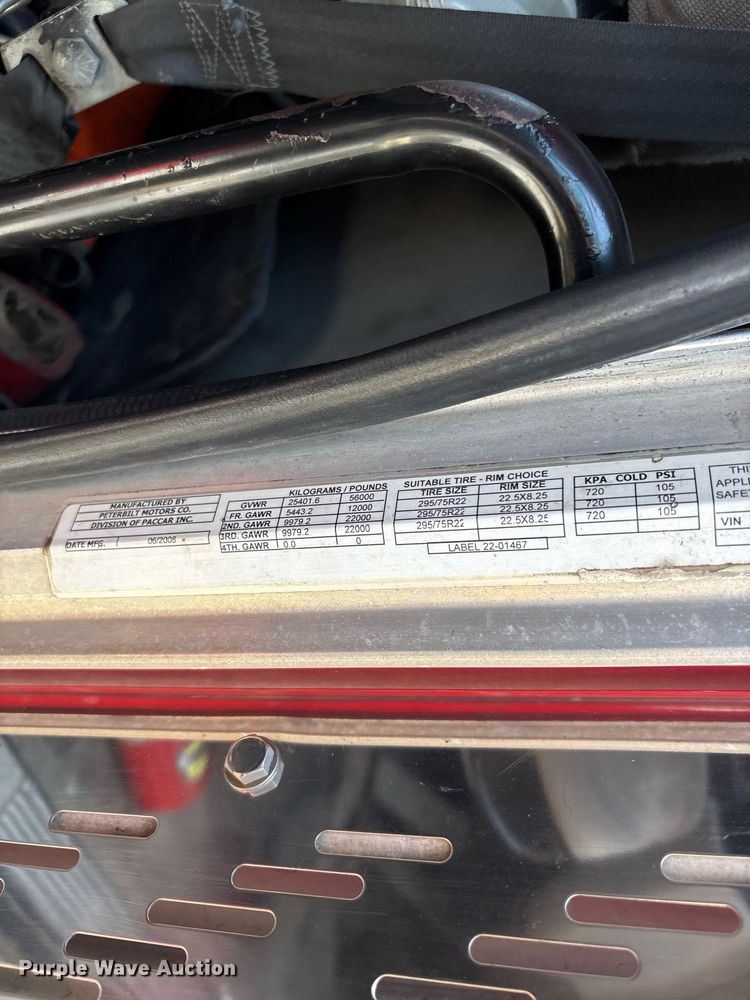 MANUFACTURED BY
PETERBILT MOTORS CO.
DIVISION OF PACCAR INC.
DATE MFG. 06/2008
KILOGRAMS / POUNDS
GVWR 25401.6 56000
FR. GAWR 5443.2 12000
2ND. GAWR 9979.2 22000
3RD. GAWR 9979.2 22000
4TH. GAWR 0.0 0
SUITABLE TIRE - RIM CHOICE
TIRE SIZE RIM SIZE
295/75R22 22.5X8.25
295/75R22 22.5X8.25
295/75R22 22.5X8.25
LABEL 22-01467
KPA COLD PSI
720 105
720 105
720 105
THI
APPLI
SAFE
VIN
Purple Wave Auction